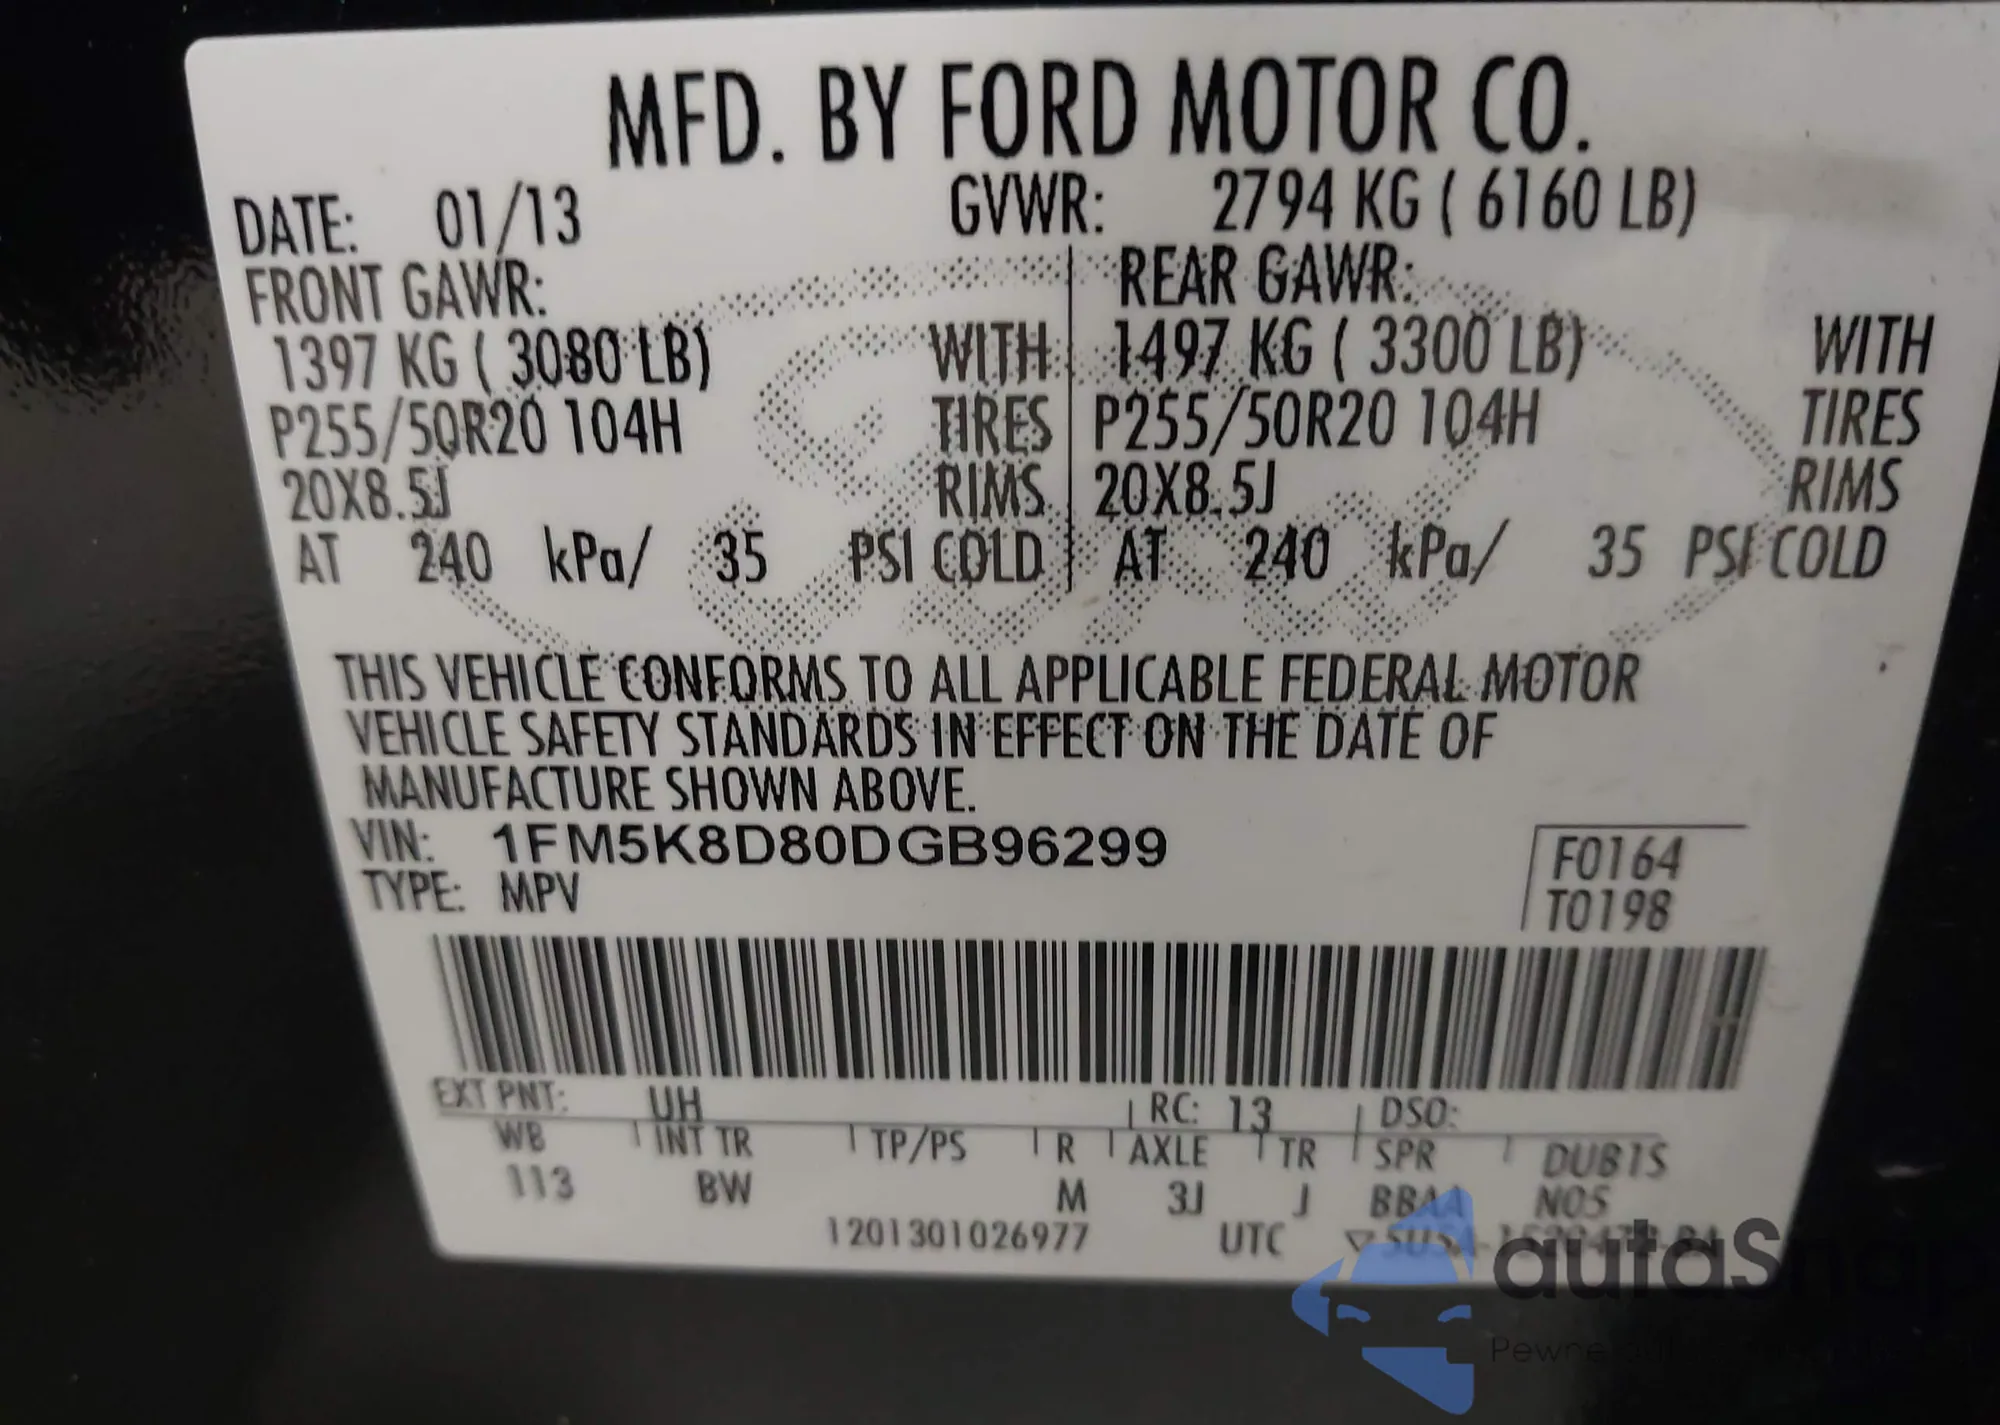 MFD. BY FORD MOTOR CO.
DATE: 01/13 GVWR: 2794 KG ( 6160 LB)
FRONT GAWR: REAR GAWR:
1397 KG ( 3080 LB) WITH 1497 KG ( 3300 LB) WITH
P255/50R20 104H TIRES P255/50R20 104H TIRES
20X8.5J RIMS 20X8.5J RIMS
AT 240 kPa/ 35 PSI COLD AT 240 kPa/ 35 PSI COLD
THIS VEHICLE CONFORMS TO ALL APPLICABLE FEDERAL MOTOR
VEHICLE SAFETY STANDARDS IN EFFECT ON THE DATE OF
MANUFACTURE SHOWN ABOVE.
VIN: 1FM5K8D80DGB96299
TYPE: MPV
F0164
T0198
EXT PNT: UH RC: 13 DSO:
WB INT TR TP/PS R AXLE TR SPR DUBTS
113 BW M 3J J BBAA NO5
1201301026977 UTC
autaSnap
Pewne